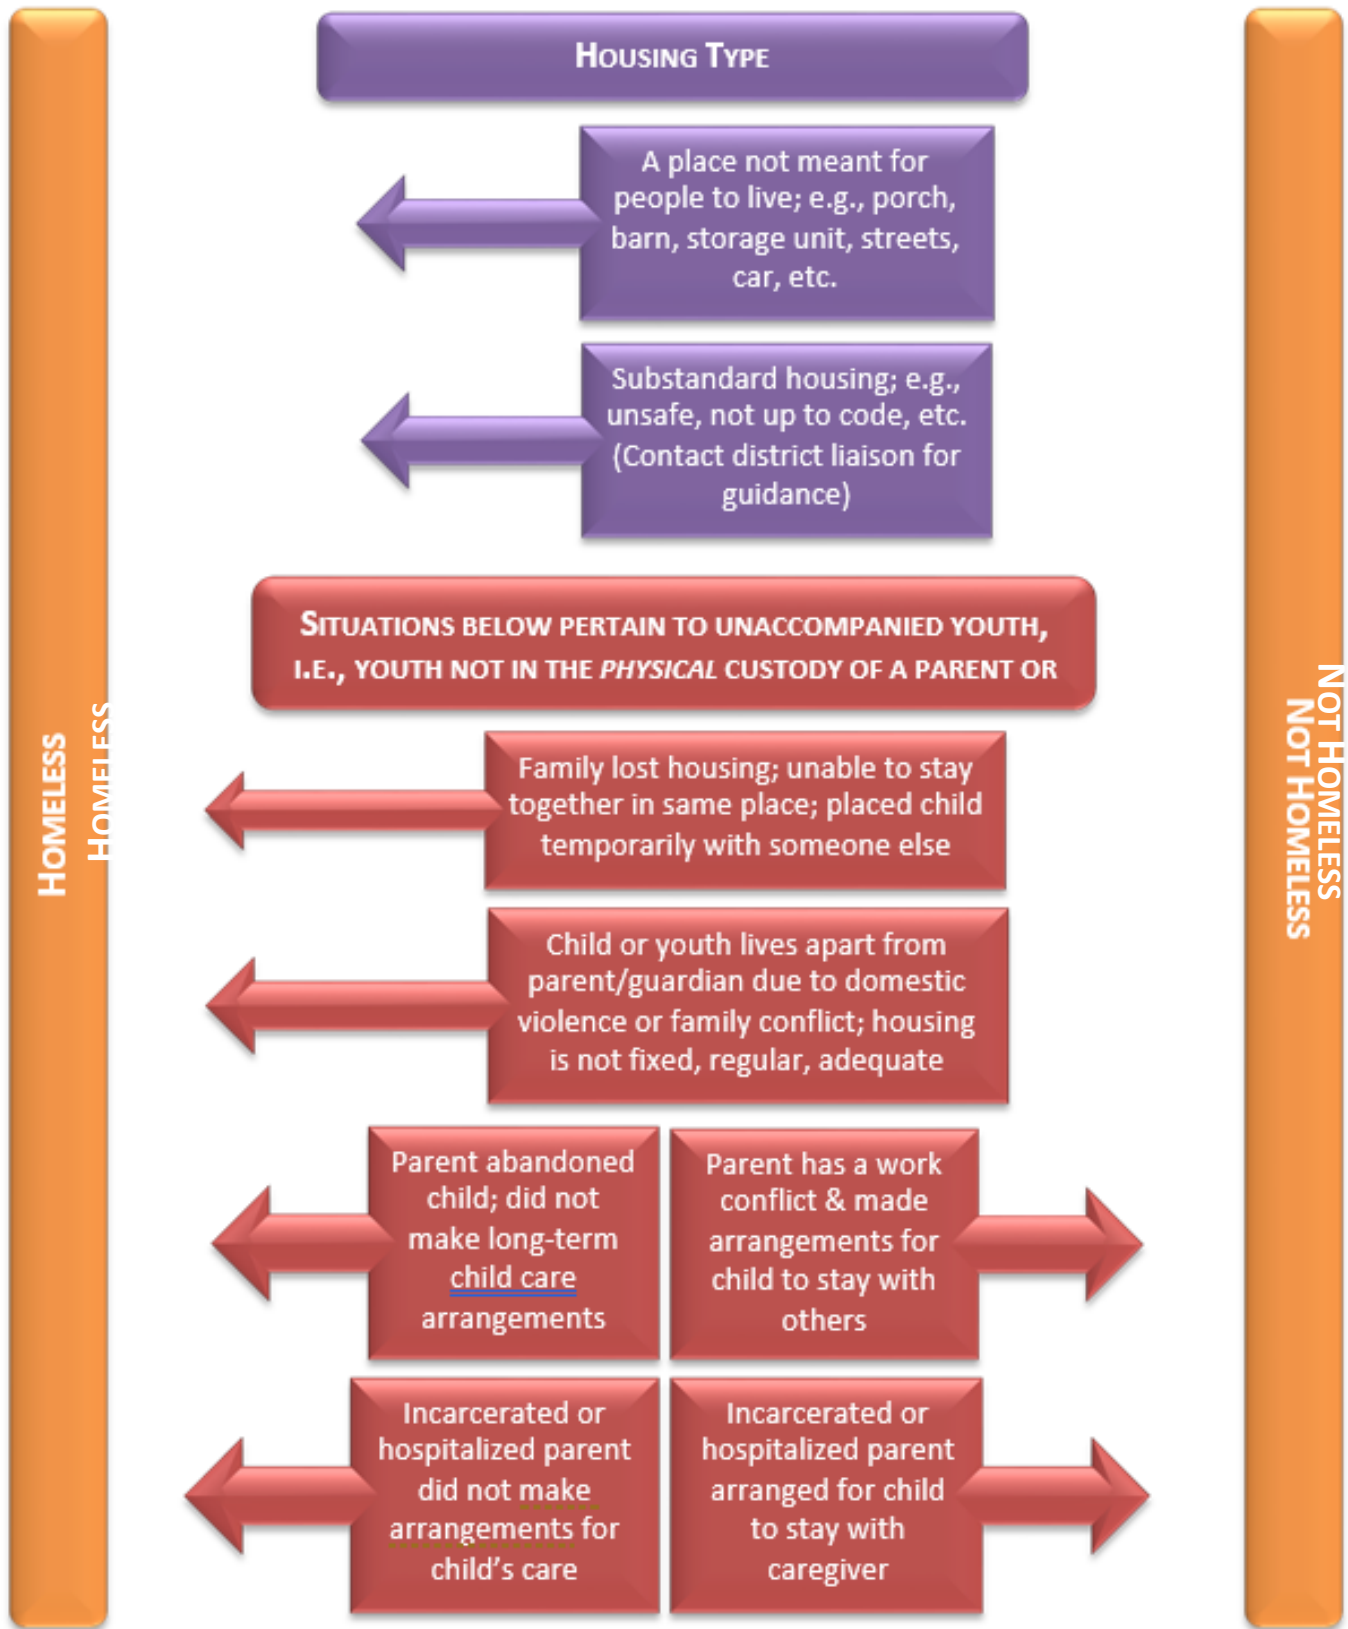 HOUSING TYPE
A place not meant for
people to live; e.g., porch,
barn, storage unit, streets,
car, etc.
Substandard housing; e.g.,
unsafe, not up to code, etc.
(Contact district liaison for
guidance)
SITUATIONS BELOW PERTAIN TO UNACCOMPANIED YOUTH,
I.E., YOUTH NOT IN THE PHYSICAL CUSTODY OF A PARENT OR
Family lost housing; unable to stay
together in same place; placed child
temporarily with someone else
Child or youth lives apart from
parent/guardian due to domestic
violence or family conflict; housing
is not fixed, regular, adequate
Parent abandoned
child; did not
make long-term
child care
arrangements
Parent has a work
conflict & made
arrangements for
child to stay with
others
Incarcerated or
hospitalized parent
did not make
arrangements for
child's care
Incarcerated or
hospitalized parent
arranged for child
to stay with
caregiver
HOMELESS
HOMELESS
NOT HOMELESS
NOT HOMELESS